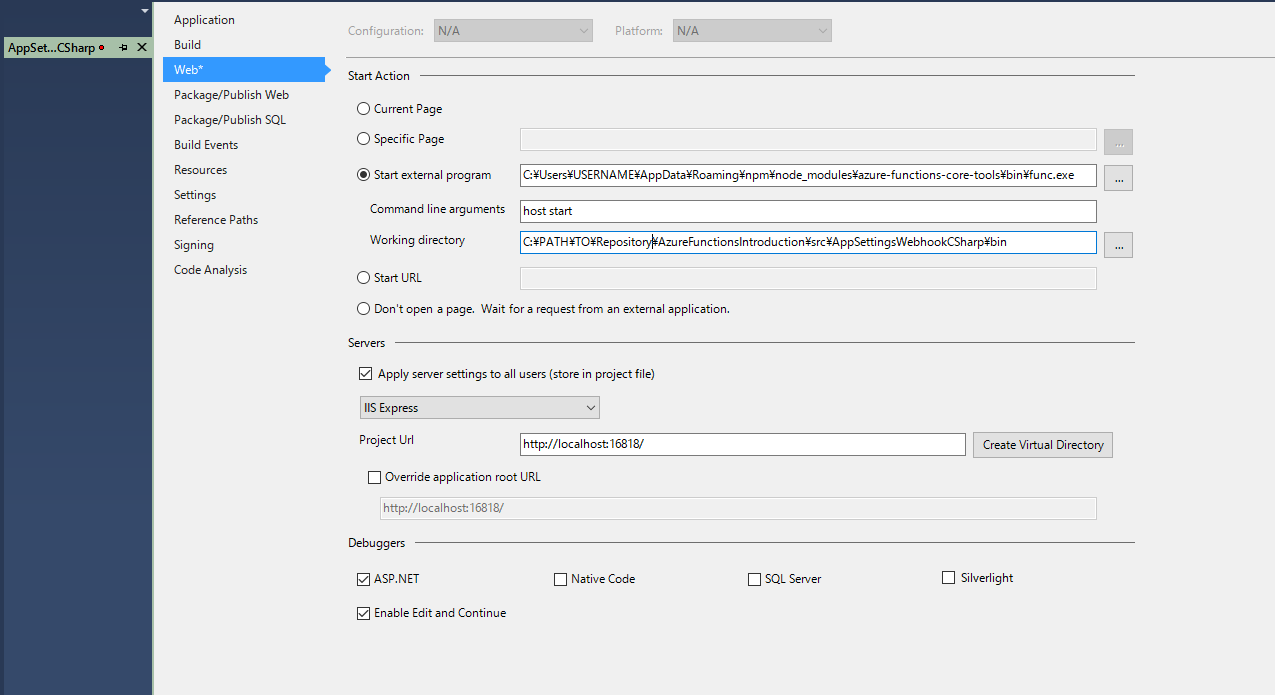 AppSet...CSharp
Application
Build
Web*
Package/Publish Web
Package/Publish SQL
Build Events
Resources
Settings
Reference Paths
Signing
Code Analysis
Configuration: N/A Platform: N/A
Start Action
Current Page
Specific Page ...
Start external program C:¥Users¥USERNAME¥AppData¥Roaming¥npm¥node_modules¥azure-functions-core-tools¥bin¥func.exe ...
Command line arguments host start
Working directory C:¥PATH¥TO¥Repository¥AzureFunctionsIntroduction¥src¥AppSettingsWebhookCSharp¥bin ...
Start URL
Don't open a page. Wait for a request from an external application.
Servers
Apply server settings to all users (store in project file)
IIS Express
Project Url http://localhost:16818/ Create Virtual Directory
Override application root URL
http://localhost:16818/
Debuggers
ASP.NET Native Code SQL Server Silverlight
Enable Edit and Continue